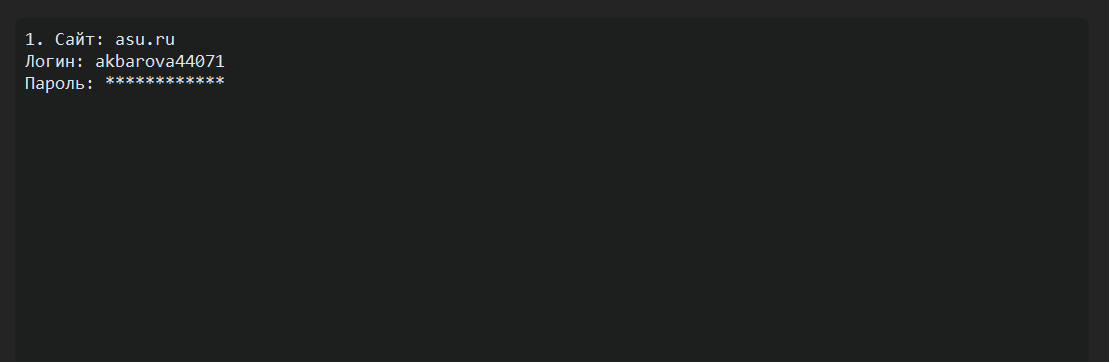 1. Сайт: asu.ru
Логин: akbarova44071
Пароль: ************